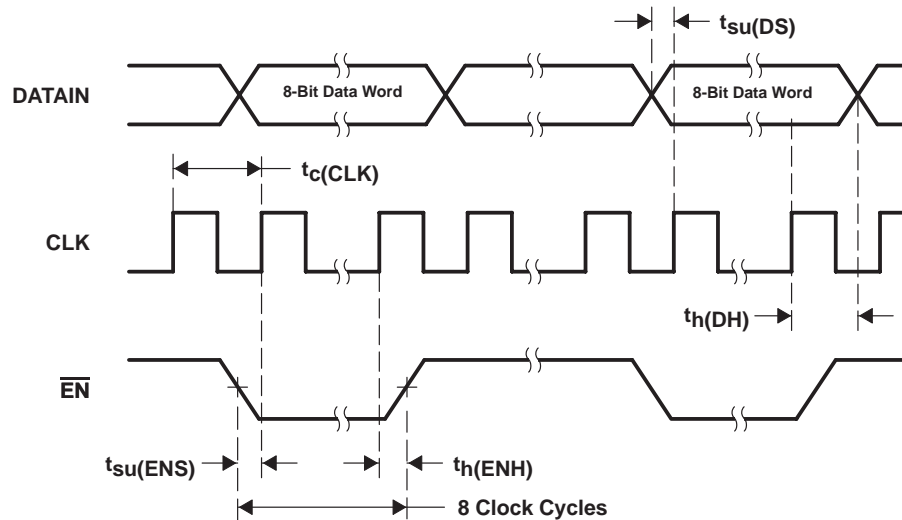 tsu(DS)
DATAIN
8-Bit Data Word
8-Bit Data Word
tc(CLK)
CLK
th(DH)
EN
tsu(ENS)
th(ENH)
8 Clock Cycles